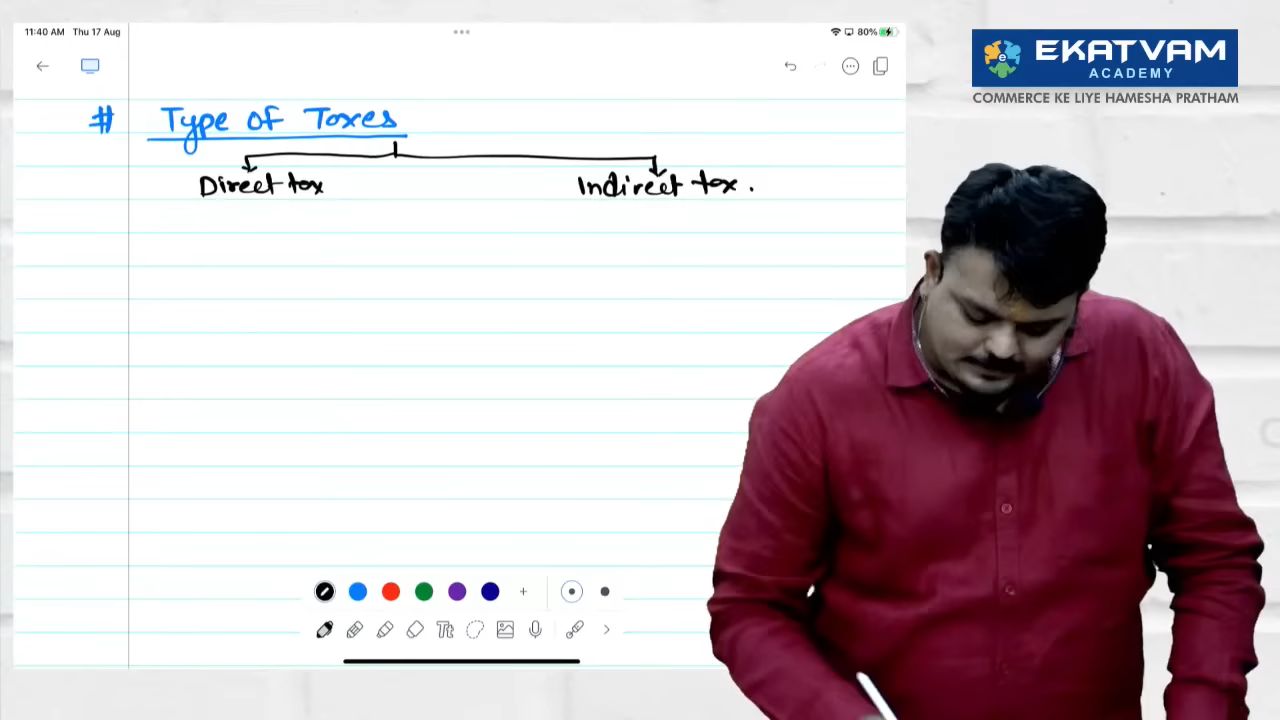 11:40 AM Thu 17 Aug
80%
EKATVAM
ACADEMY
COMMERCE KE LIYE HAMESHA PRATHAM
# Type of Taxes
Direct tax
Indirect tax.
Tt